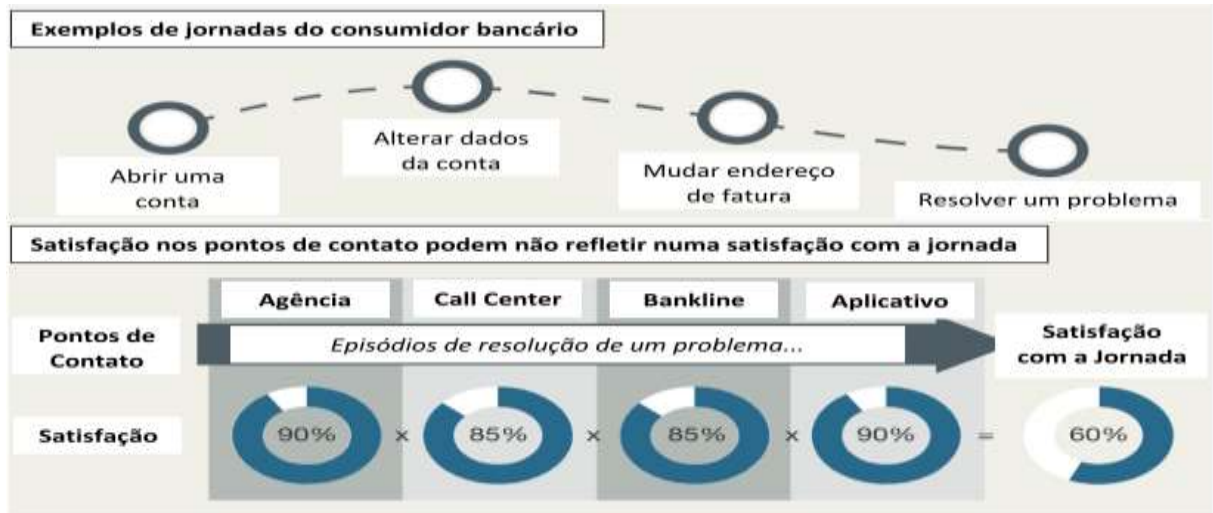 Exemplos de jornadas do consumidor bancário
Abrir uma
conta
Alterar dados
da conta
Mudar endereço
de fatura
Resolver um problema
Satisfação nos pontos de contato podem não refletir numa satisfação com a jornada
Agência
Call Center
Bankline
Aplicativo
Pontos de
Contato
Episódios de resolução de um problema...
Satisfação
com a Jornada
Satisfação
90% x 85% x 85% x 90% = 60%